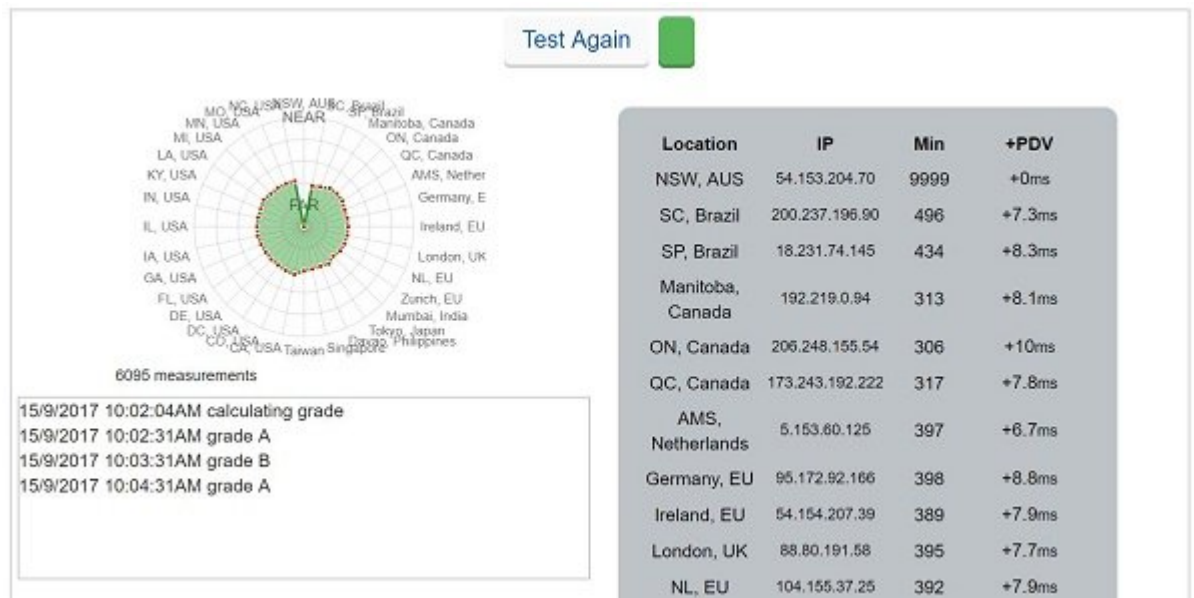 Test Again
NC, USA
NSW, AUS
SC, Brazil
MO, USA
SP, Brazil
MN, USA
NEAR
Manitoba, Canada
MI, USA
ON, Canada
LA, USA
QC, Canada
KY, USA
AMS, Nether
IN, USA
FAR
Germany, E
IL, USA
Ireland, EU
IA, USA
London, UK
GA, USA
NL, EU
FL, USA
Zurich, EU
DE, USA
Mumbai, India
DC, USA
Tokyo, Japan
CO, USA
Davao, Philippines
CA, USA
Taiwan
Singapore
6095 measurements
15/9/2017 10:02:04AM calculating grade
15/9/2017 10:02:31AM grade A
15/9/2017 10:03:31AM grade B
15/9/2017 10:04:31AM grade A
Location IP Min +PDV
NSW, AUS 54.153.204.70 9999 +0ms
SC, Brazil 200.237.196.90 496 +7.3ms
SP, Brazil 18.231.74.145 434 +8.3ms
Manitoba,
Canada 192.219.0.94 313 +8.1ms
ON, Canada 206.248.155.54 306 +10ms
QC, Canada 173.243.192.222 317 +7.8ms
AMS,
Netherlands 5.153.60.125 397 +6.7ms
Germany, EU 95.172.92.166 398 +8.8ms
Ireland, EU 54.154.207.39 389 +7.9ms
London, UK 88.80.191.58 395 +7.7ms
NL, EU 104.155.37.25 392 +7.9ms